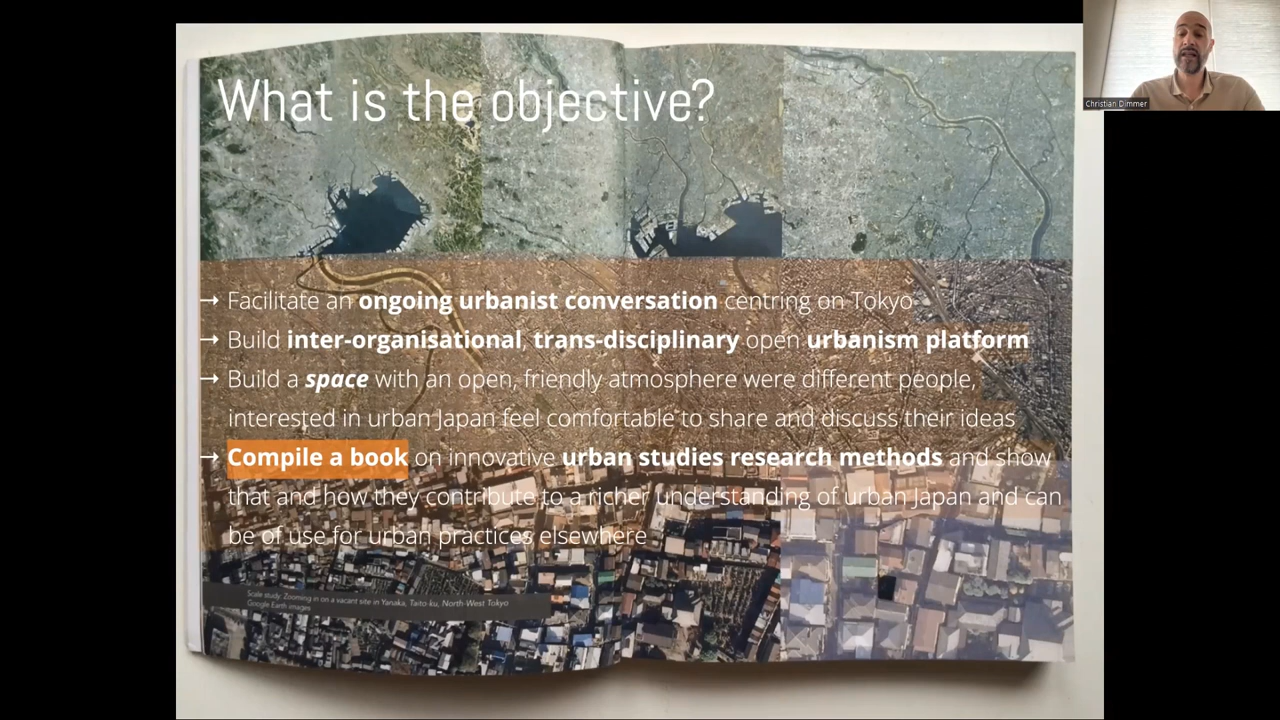 What is the objective?
Christian Dimmer
→ Facilitate an ongoing urbanist conversation centring on Tokyo
→ Build inter-organisational, trans-disciplinary open urbanism platform
→ Build a space with an open, friendly atmosphere were different people,
interested in urban Japan feel comfortable to share and discuss their ideas
→ Compile a book on innovative urban studies research methods and show
that and how they contribute to a richer understanding of urban Japan and can
be of use for urban practices elsewhere
Scale study: Zooming in on a vacant site in Yanaka, Taito-ku, North-West Tokyo
Google Earth images